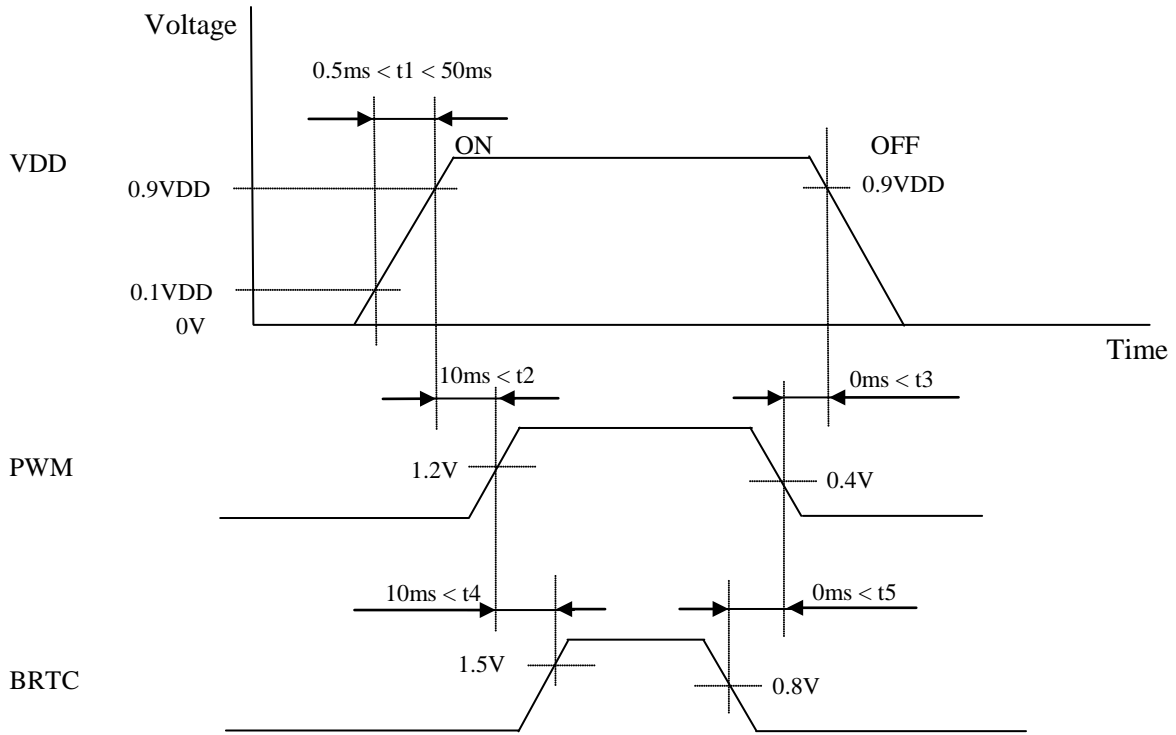 Voltage
0.5ms < t1 < 50ms
ON
OFF
VDD
0.9VDD
0.9VDD
0.1VDD
0V
Time
10ms < t2
0ms < t3
PWM
1.2V
0.4V
10ms < t4
0ms < t5
1.5V
BRTC
0.8V